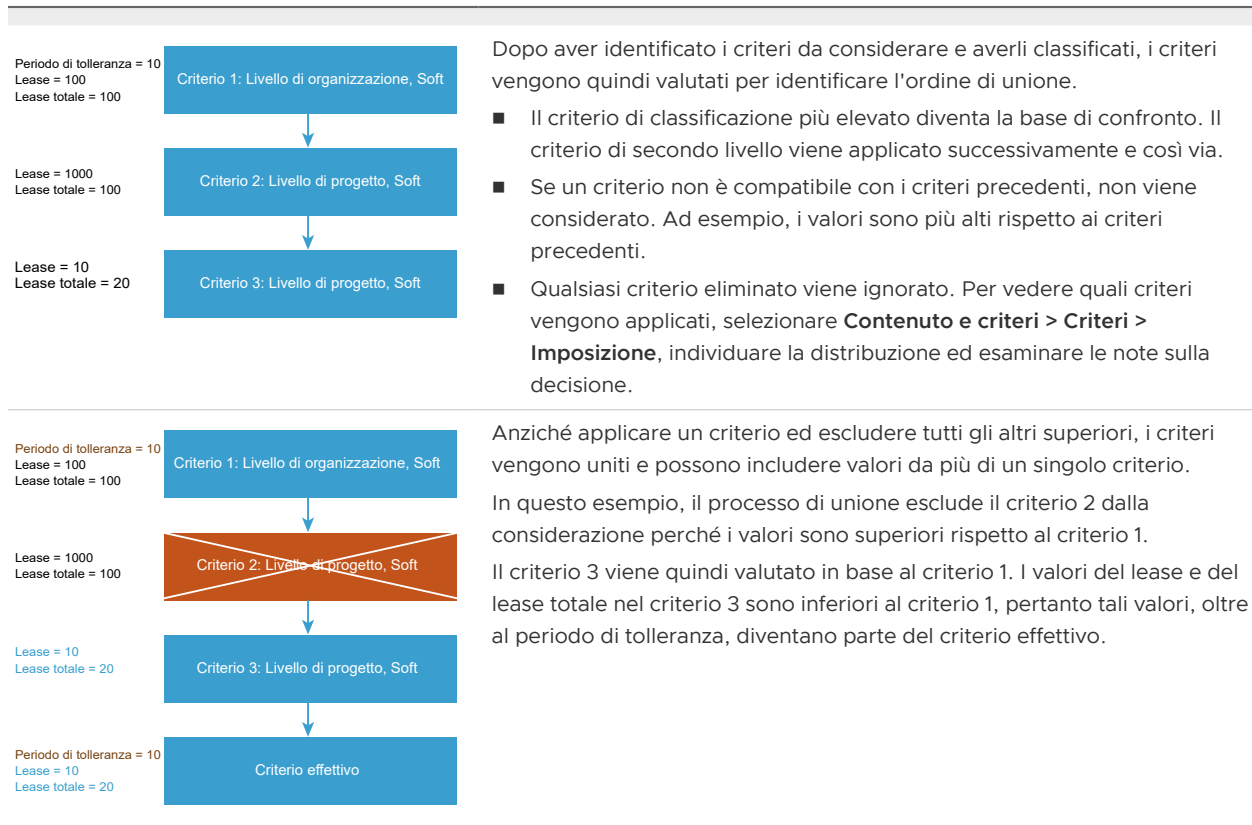 Periodo di tolleranza = 10
Lease = 100
Lease totale = 100
Criterio 1: Livello di organizzazione, Soft
Lease = 1000
Lease totale = 100
Criterio 2: Livello di progetto, Soft
Lease = 10
Lease totale = 20
Criterio 3: Livello di progetto, Soft
Dopo aver identificato i criteri da considerare e averli classificati, i criteri
vengono quindi valutati per identificare l'ordine di unione.
■ Il criterio di classificazione più elevato diventa la base di confronto. Il
criterio di secondo livello viene applicato successivamente e così via.
■ Se un criterio non è compatibile con i criteri precedenti, non viene
considerato. Ad esempio, i valori sono più alti rispetto ai criteri
precedenti.
■ Qualsiasi criterio eliminato viene ignorato. Per vedere quali criteri
vengono applicati, selezionare Contenuto e criteri > Criteri >
Imposizione, individuare la distribuzione ed esaminare le note sulla
decisione.
Periodo di tolleranza = 10
Lease = 100
Lease totale = 100
Criterio 1: Livello di organizzazione, Soft
Lease = 1000
Lease totale = 100
Criterio 2: Livello di progetto, Soft
Lease = 10
Lease totale = 20
Criterio 3: Livello di progetto, Soft
Periodo di tolleranza = 10
Lease = 10
Lease totale = 20
Criterio effettivo
Anziché applicare un criterio ed escludere tutti gli altri superiori, i criteri
vengono uniti e possono includere valori da più di un singolo criterio.
In questo esempio, il processo di unione esclude il criterio 2 dalla
considerazione perché i valori sono superiori rispetto al criterio 1.
Il criterio 3 viene quindi valutato in base al criterio 1. I valori del lease e del
lease totale nel criterio 3 sono inferiori al criterio 1, pertanto tali valori, oltre
al periodo di tolleranza, diventano parte del criterio effettivo.